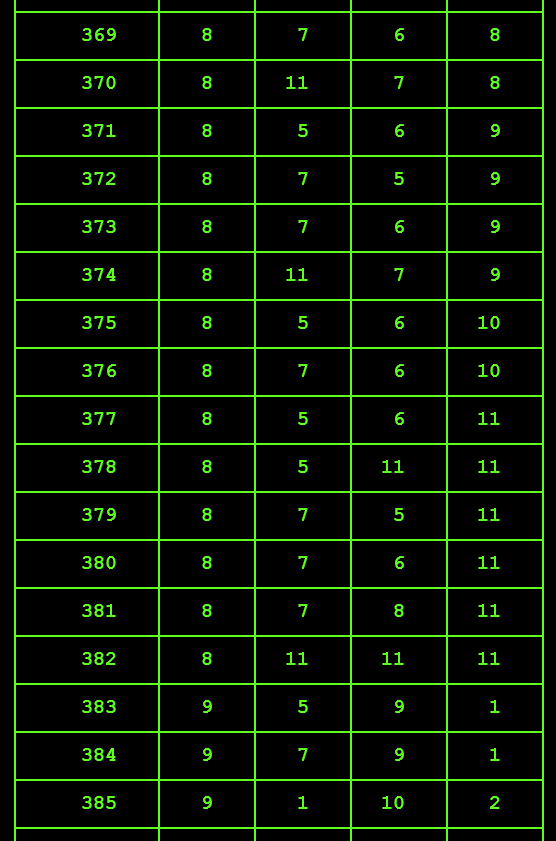 369 8 7 6 8
370 8 11 7 8
371 8 5 6 9
372 8 7 5 9
373 8 7 6 9
374 8 11 7 9
375 8 5 6 10
376 8 7 6 10
377 8 5 6 11
378 8 5 11 11
379 8 7 5 11
380 8 7 6 11
381 8 7 8 11
382 8 11 11 11
383 9 5 9 1
384 9 7 9 1
385 9 1 10 2